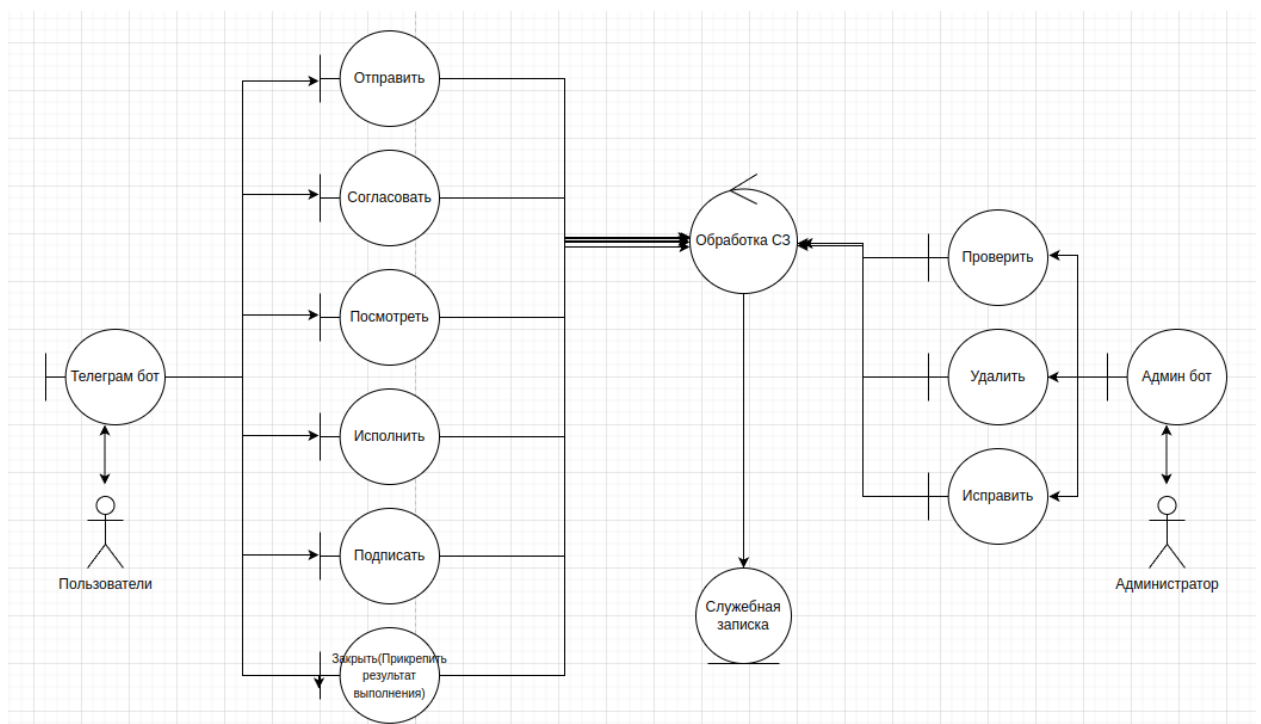 Отправить
Согласовать
Посмотреть
Исполнить
Подписать
Закрыть(Прикрепить
результат
выполнения)
Телеграм бот
Пользователи
Обработка СЗ
Служебная
записка
Проверить
Удалить
Исправить
Админ бот
Администратор